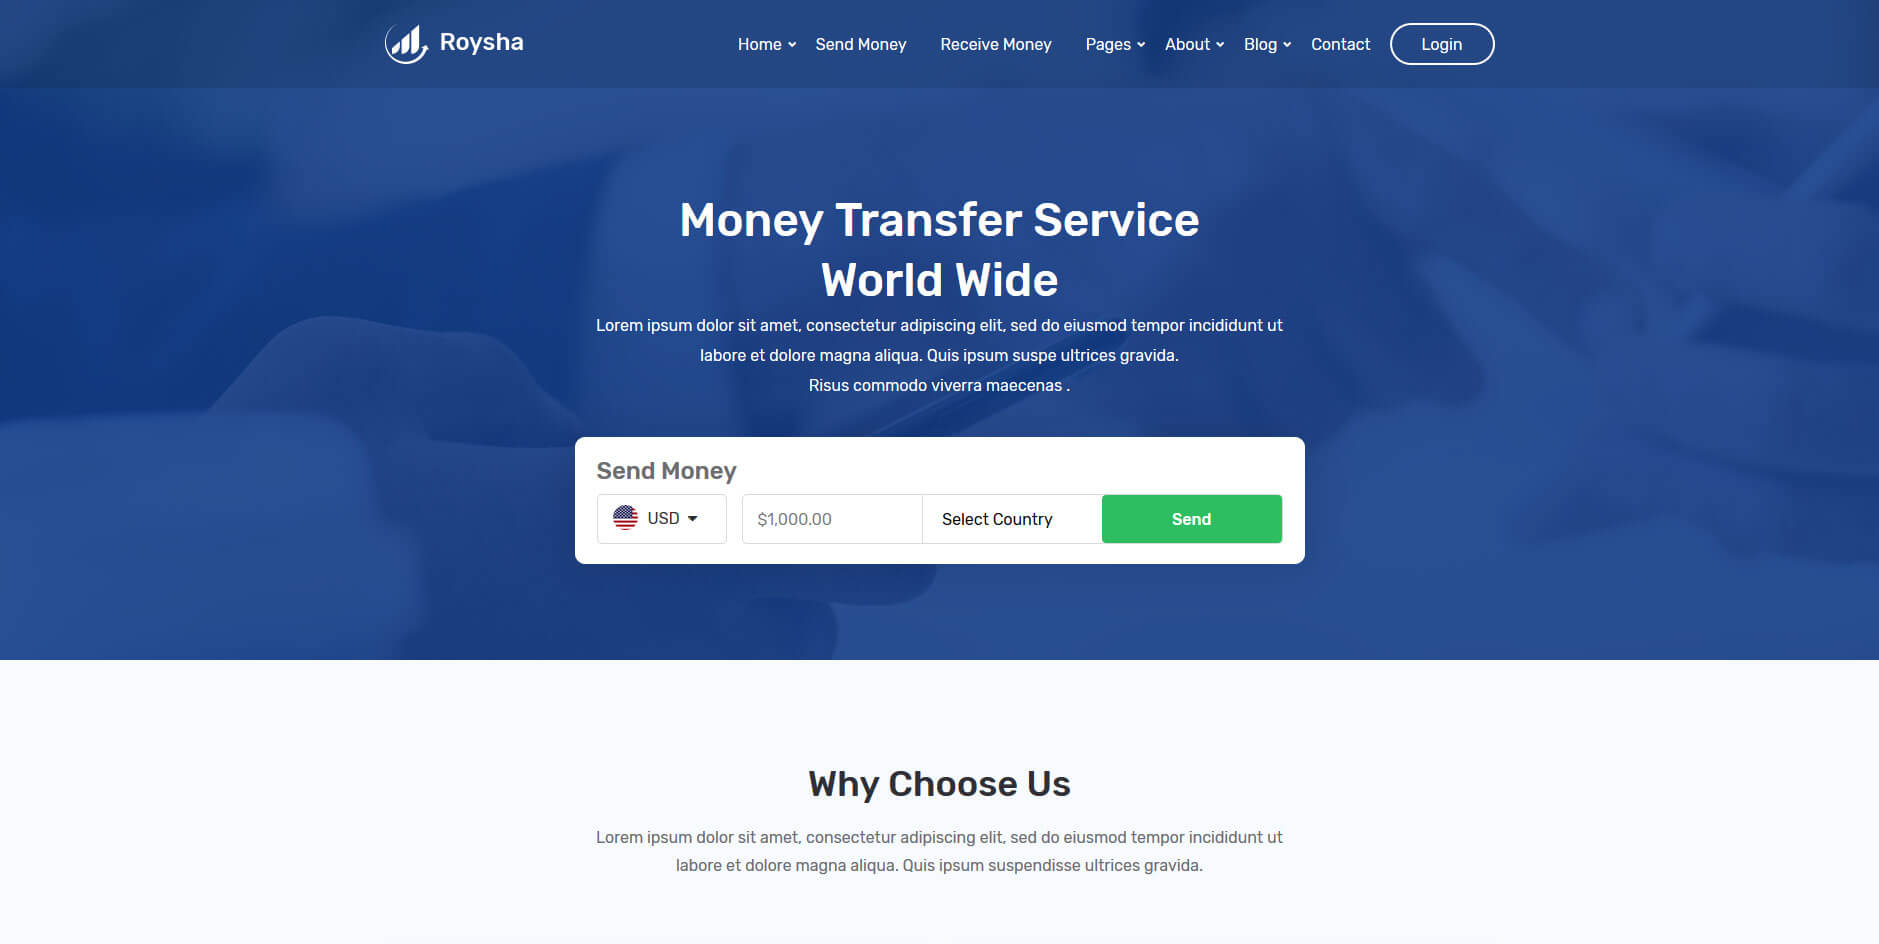 Roysha
Home Send Money Receive Money Pages About Blog Contact Login
Money Transfer Service
World Wide
Lorem ipsum dolor sit amet, consectetur adipiscing elit, sed do eiusmod tempor incididunt ut
labore et dolore magna aliqua. Quis ipsum suspe ultrices gravida.
Risus commodo viverra maecenas .
Send Money
USD $1,000.00 Select Country Send
Why Choose Us
Lorem ipsum dolor sit amet, consectetur adipiscing elit, sed do eiusmod tempor incididunt ut
labore et dolore magna aliqua. Quis ipsum suspendisse ultrices gravida.